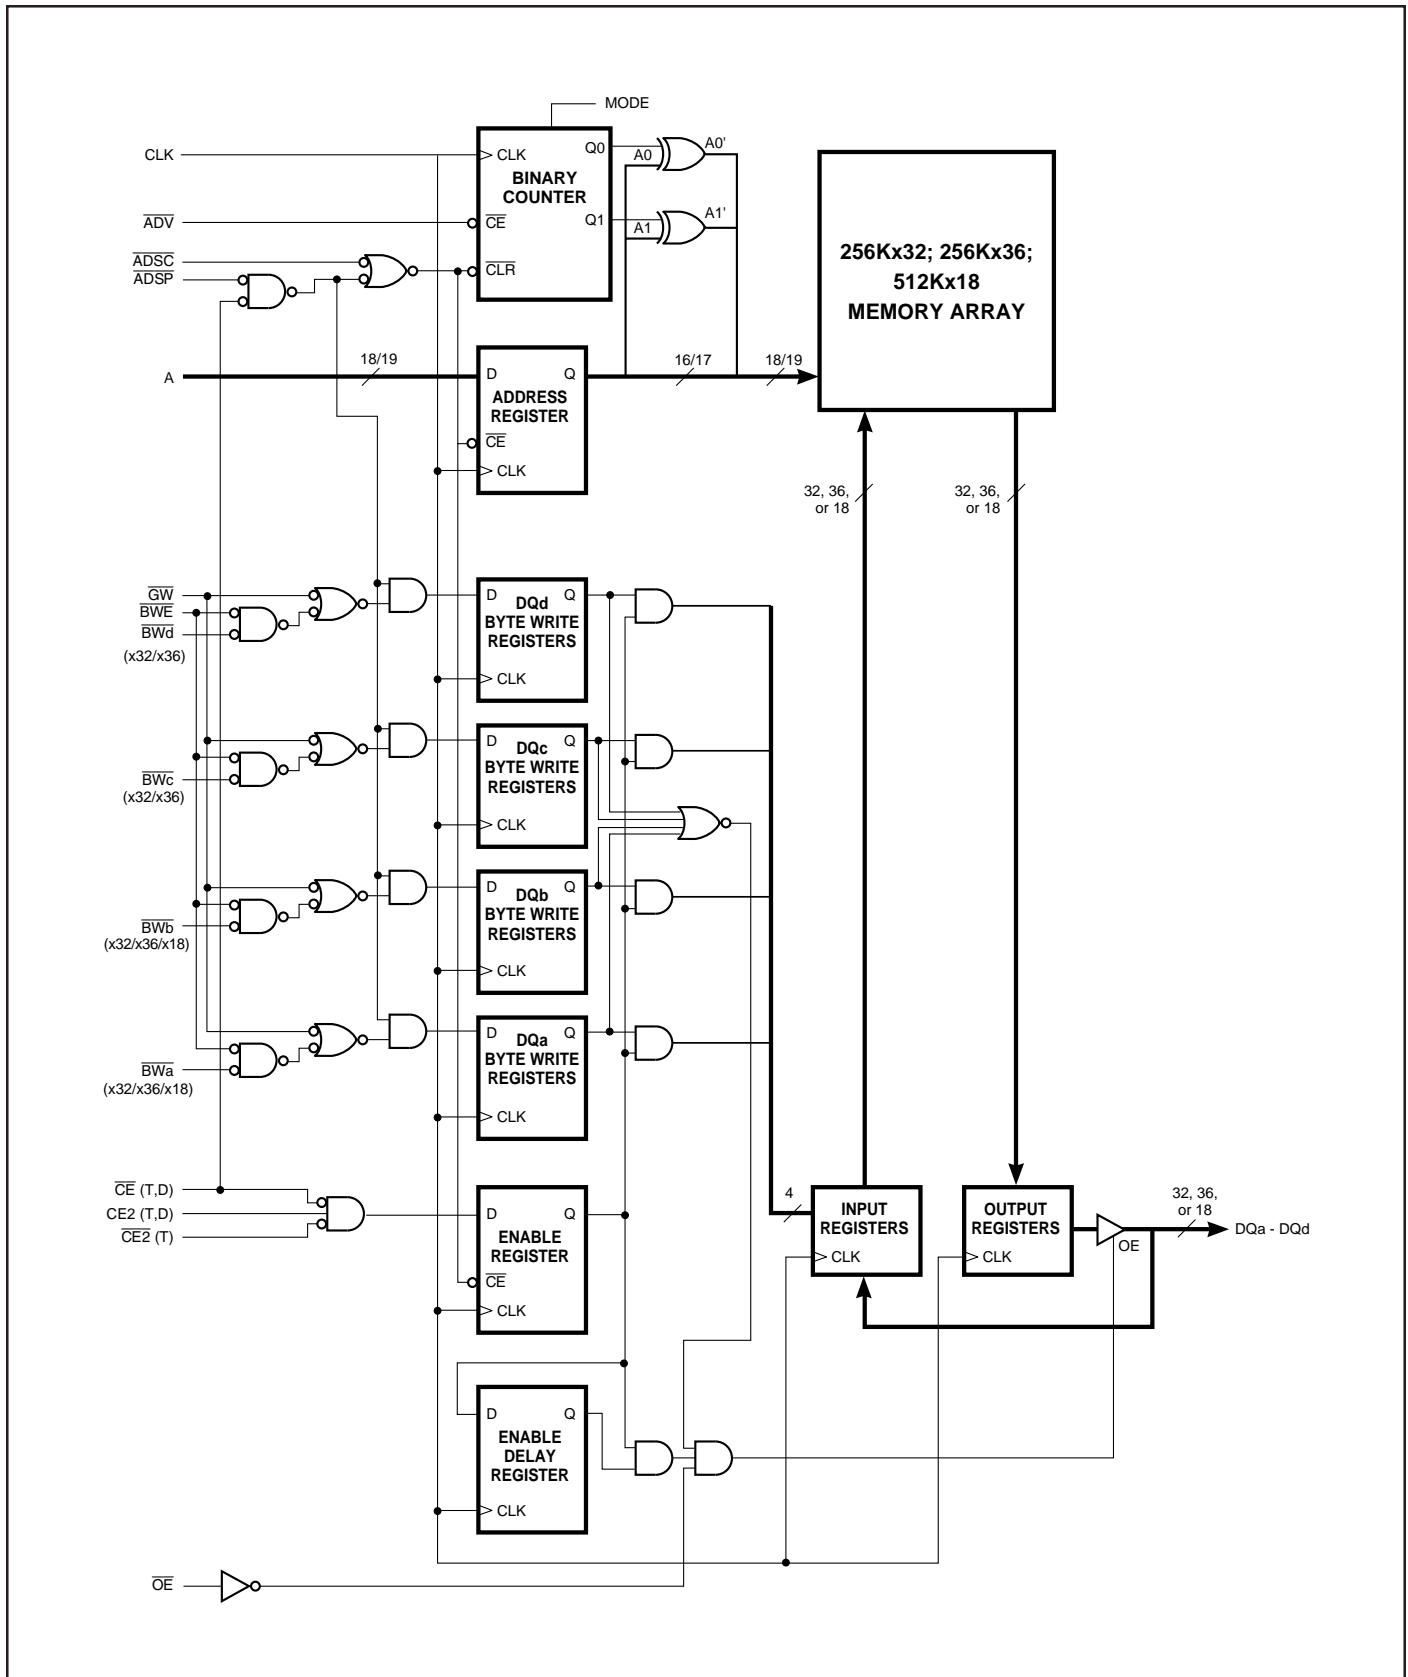 MODE
CLK
CLK
Q0
A0
A0'
BINARY
COUNTER
ADV
CE
Q1
A1
A1'
ADSC
ADSP
CLR
256Kx32; 256Kx36;
512Kx18
MEMORY ARRAY
A
18/19
D
Q
16/17
18/19
ADDRESS
REGISTER
CE
CLK
32, 36,
or 18
32, 36,
or 18
GW
BWE
BWd
(x32/x36)
D
DQd
Q
BYTE WRITE
REGISTERS
CLK
BWc
(x32/x36)
D
DQc
Q
BYTE WRITE
REGISTERS
CLK
BWb
(x32/x36/x18)
D
DQb
Q
BYTE WRITE
REGISTERS
CLK
BWa
(x32/x36/x18)
D
DQa
Q
BYTE WRITE
REGISTERS
CLK
CE (T,D)
CE2 (T,D)
CE2 (T)
D
Q
ENABLE
REGISTER
CE
CLK
4
INPUT
REGISTERS
CLK
OUTPUT
REGISTERS
CLK
OE
32, 36,
or 18
DQa - DQd
D
Q
ENABLE
DELAY
REGISTER
CLK
OE